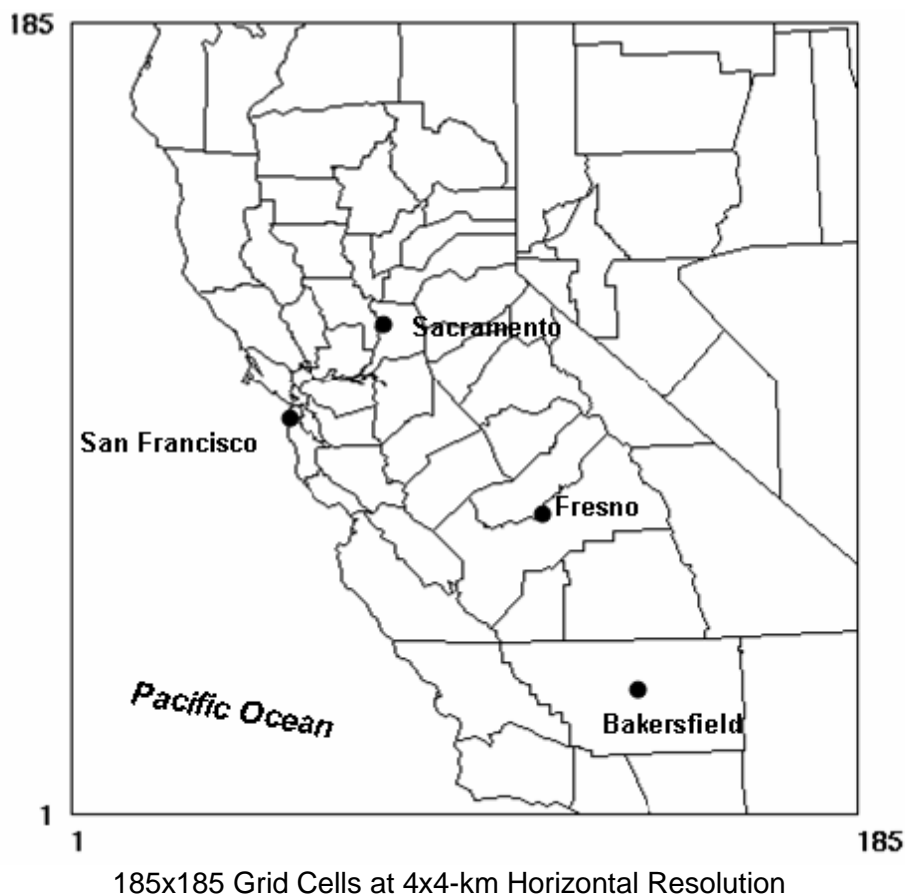 185
Sacramento
San Francisco
Fresno
Pacific Ocean
Bakersfield
1
1
185
185x185 Grid Cells at 4x4-km Horizontal Resolution